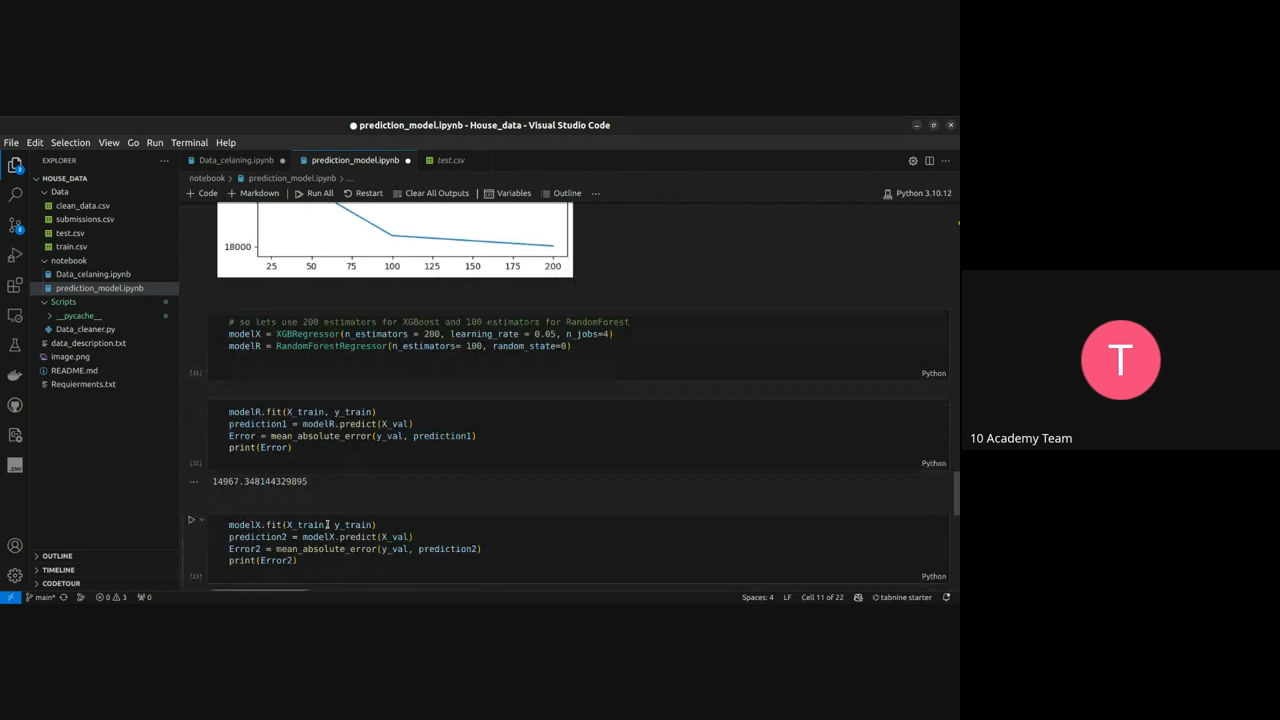 prediction_model.ipynb - House_data - Visual Studio Code
File Edit Selection View Go Run Terminal Help
EXPLORER
Data_celaning.ipynb
prediction_model.ipynb
test.csv
HOUSE_DATA
notebook > prediction_model.ipynb > ...
Data
+ Code + Markdown Run All Restart Clear All Outputs Variables Outline ... Python 3.10.12
clean_data.csv
submissions.csv
test.csv
train.csv
notebook
Data_celaning.ipynb
prediction_model.ipynb
Scripts
__pycache__
Data_cleaner.py
data_description.txt
image.png
README.md
Requierments.txt
OUTLINE
TIMELINE
CODETOUR
18000
25 50 75 100 125 150 175 200
# so lets use 200 estimators for XGBoost and 100 estimators for RandomForest
modelX = XGBRegressor(n_estimators = 200, learning_rate = 0.05, n_jobs=4)
modelR = RandomForestRegressor(n_estimators= 100, random_state=0)
Python
modelR.fit(X_train, y_train)
prediction1 = modelR.predict(X_val)
Error = mean_absolute_error(y_val, prediction1)
print(Error)
Python
14967.348144329895
modelX.fit(X_train, y_train)
prediction2 = modelX.predict(X_val)
Error2 = mean_absolute_error(y_val, prediction2)
print(Error2)
Python
main* 0 3 0 Spaces: 4 LF Cell 11 of 22 tabnine starter
T
10 Academy Team